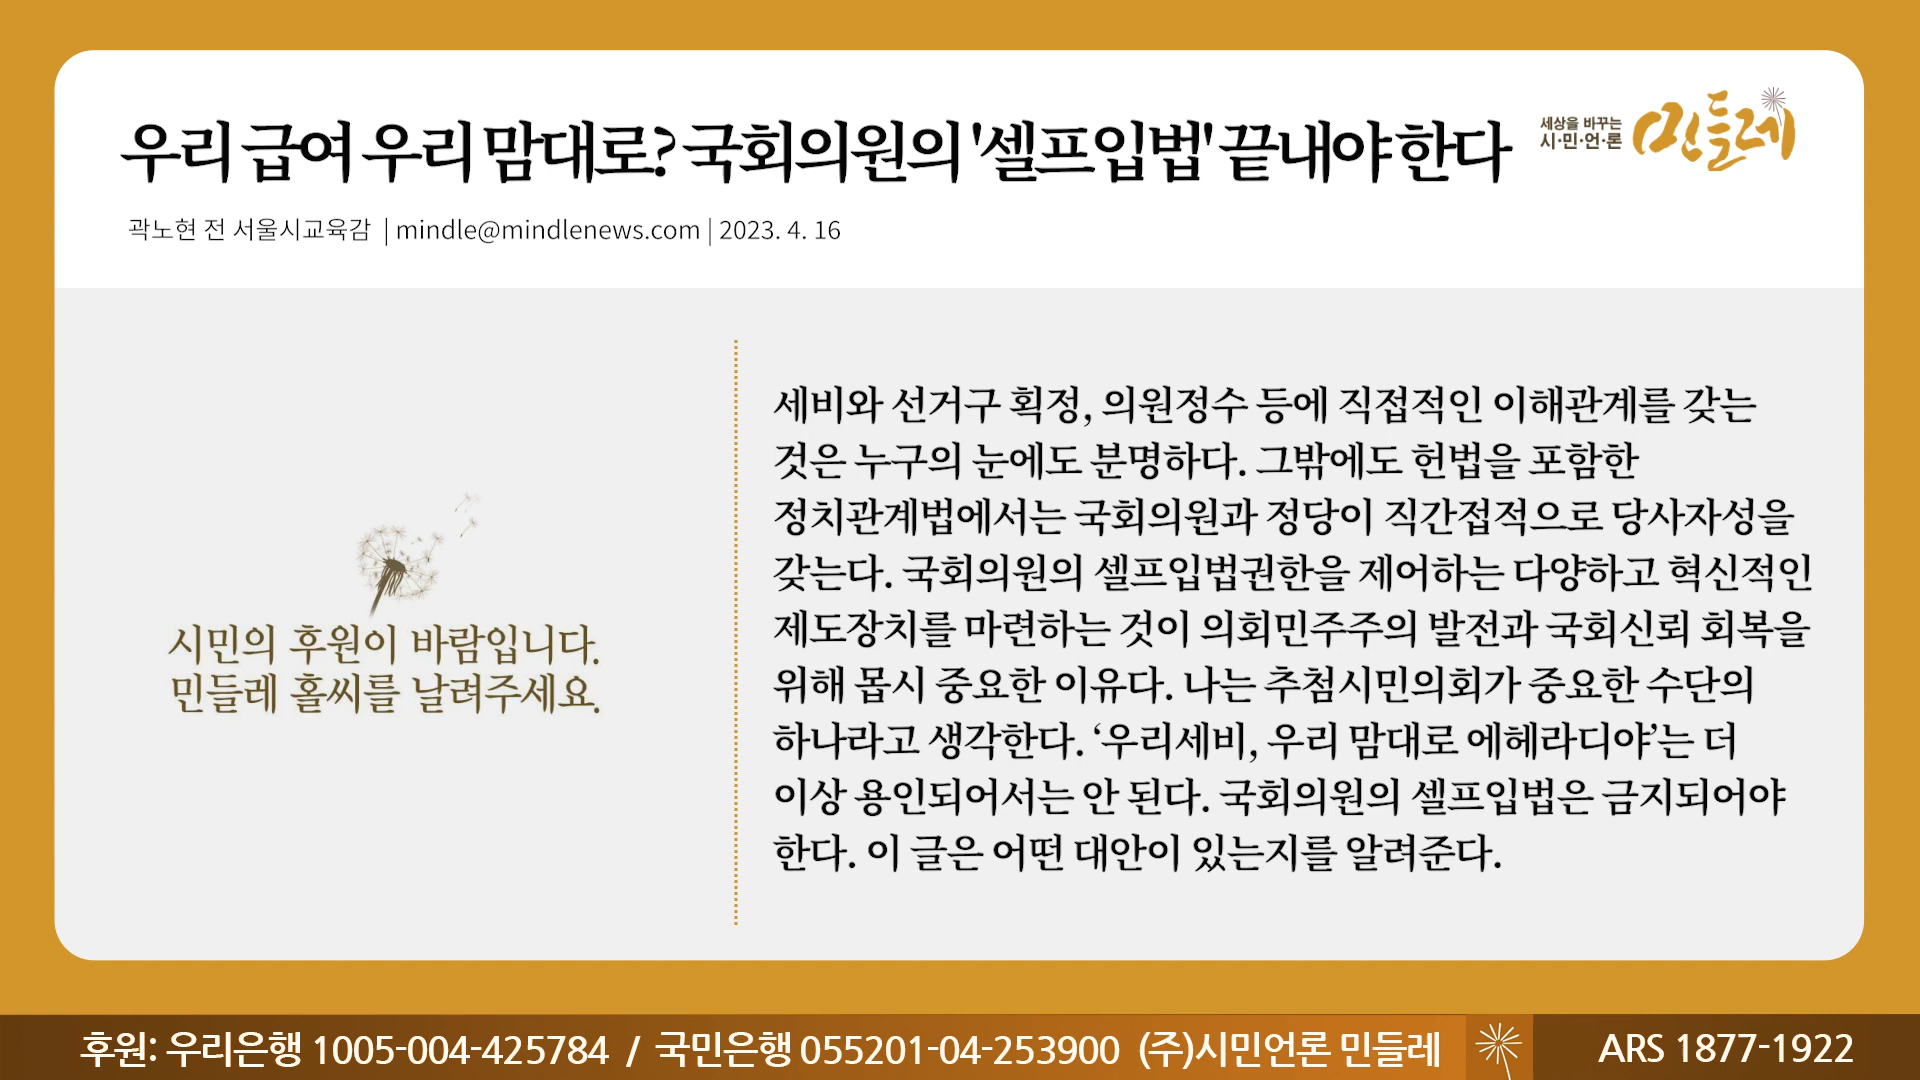 우리 급여 우리 맘대로? 국회의원의 '셀프입법' 끝내야 한다
세상을 바꾸는
시·민·언·론
민들레
곽노현 전 서울시교육감 | mindle@mindlenews.com | 2023. 4. 16
시민의 후원이 바람입니다.
민들레 홀씨를 날려주세요.
세비와 선거구 획정, 의원정수 등에 직접적인 이해관계를 갖는
것은 누구의 눈에도 분명하다. 그밖에도 헌법을 포함한
정치관계법에서는 국회의원과 정당이 직간접적으로 당사자성을
갖는다. 국회의원의 셀프입법권한을 제어하는 다양하고 혁신적인
제도장치를 마련하는 것이 의회민주주의 발전과 국회신뢰 회복을
위해 몹시 중요한 이유다. 나는 추첨시민의회가 중요한 수단의
하나라고 생각한다. ‘우리세비, 우리 맘대로 에헤라디야’는 더
이상 용인되어서는 안 된다. 국회의원의 셀프입법은 금지되어야
한다. 이 글은 어떤 대안이 있는지를 알려준다.
후원: 우리은행 1005-004-425784 / 국민은행 055201-04-253900 (주)시민언론 민들레
ARS 1877-1922